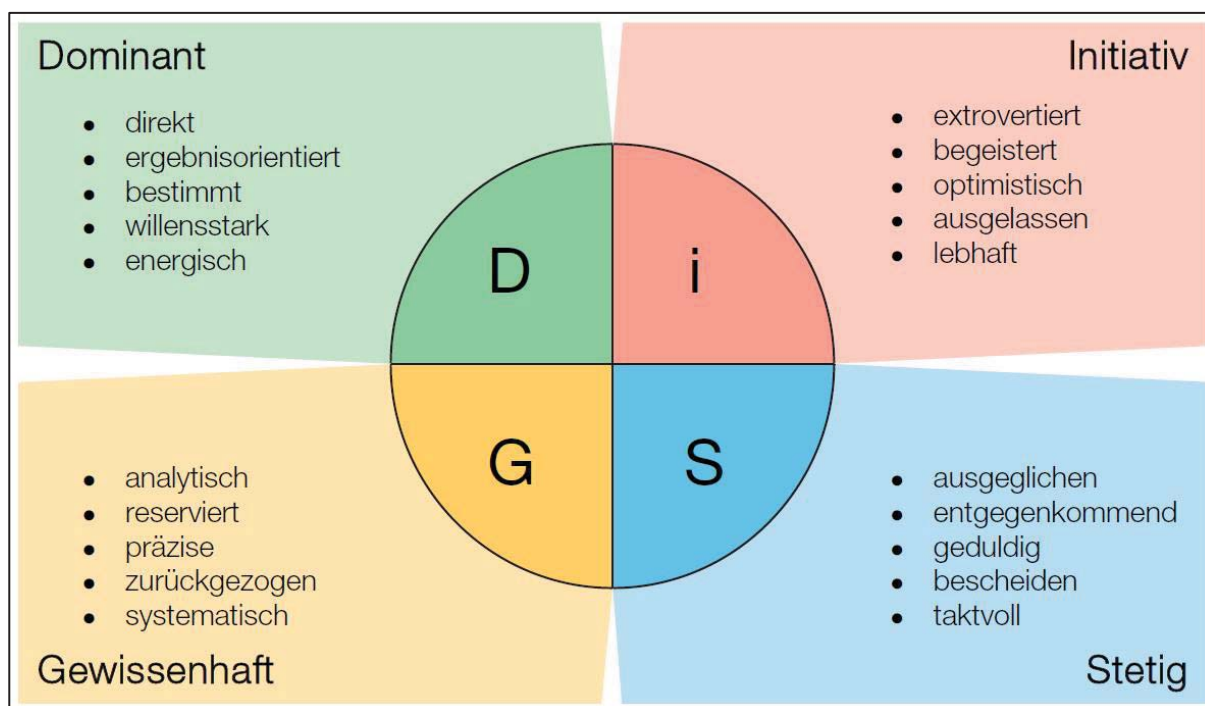 Dominant
• direkt
• ergebnisorientiert
• bestimmt
• willensstark
• energisch
Initiativ
• extrovertiert
• begeistert
• optimistisch
• ausgelassen
• lebhaft
D
i
G
S
• analytisch
• reserviert
• präzise
• zurückgezogen
• systematisch
Gewissenhaft
• ausgeglichen
• entgegenkommend
• geduldig
• bescheiden
• taktvoll
Stetig